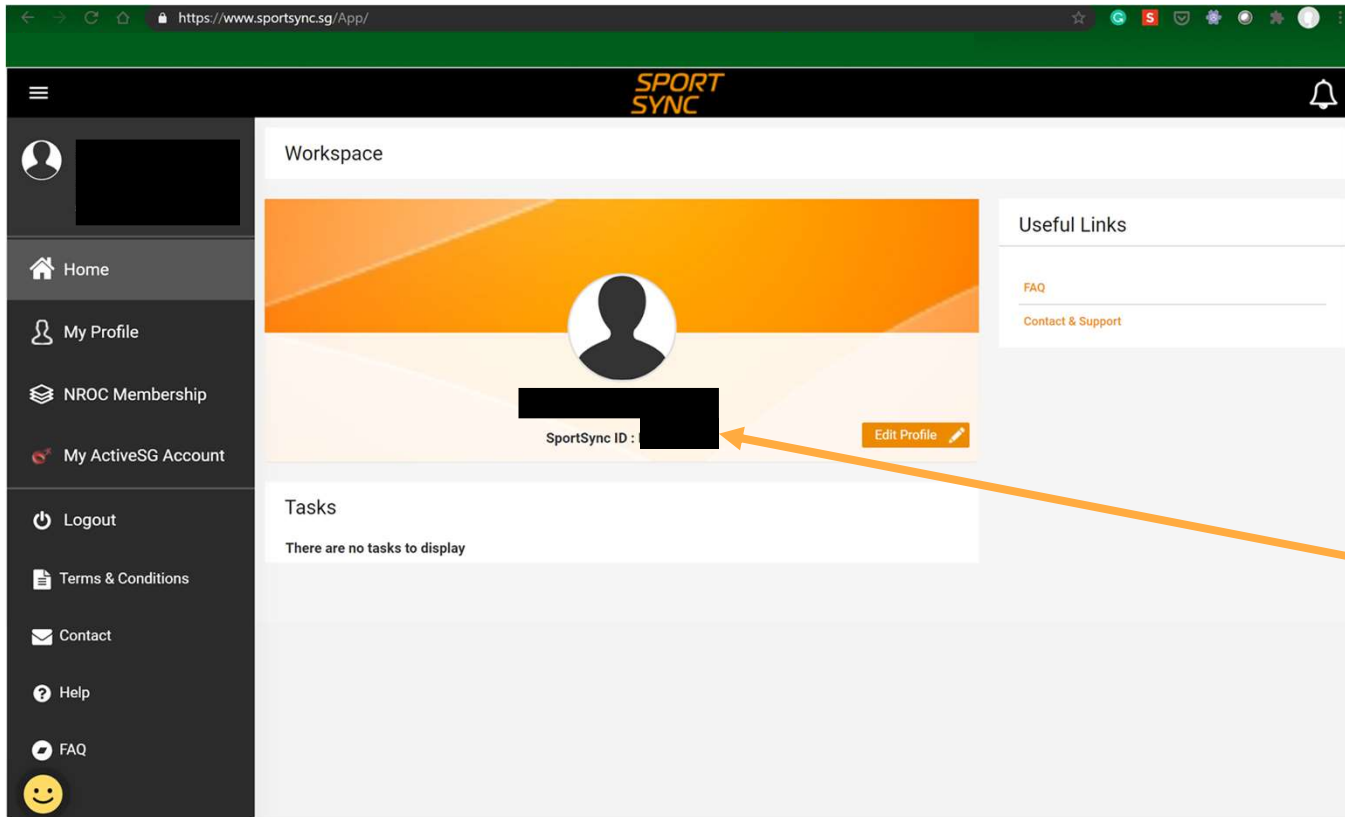 https://www.sportsync.sg/App/
SPORT
SYNC
Workspace
Home
My Profile
NROC Membership
My ActiveSG Account
Logout
Terms & Conditions
Contact
Help
FAQ
SportSync ID :
Edit Profile
Tasks
There are no tasks to display
Useful Links
FAQ
Contact & Support